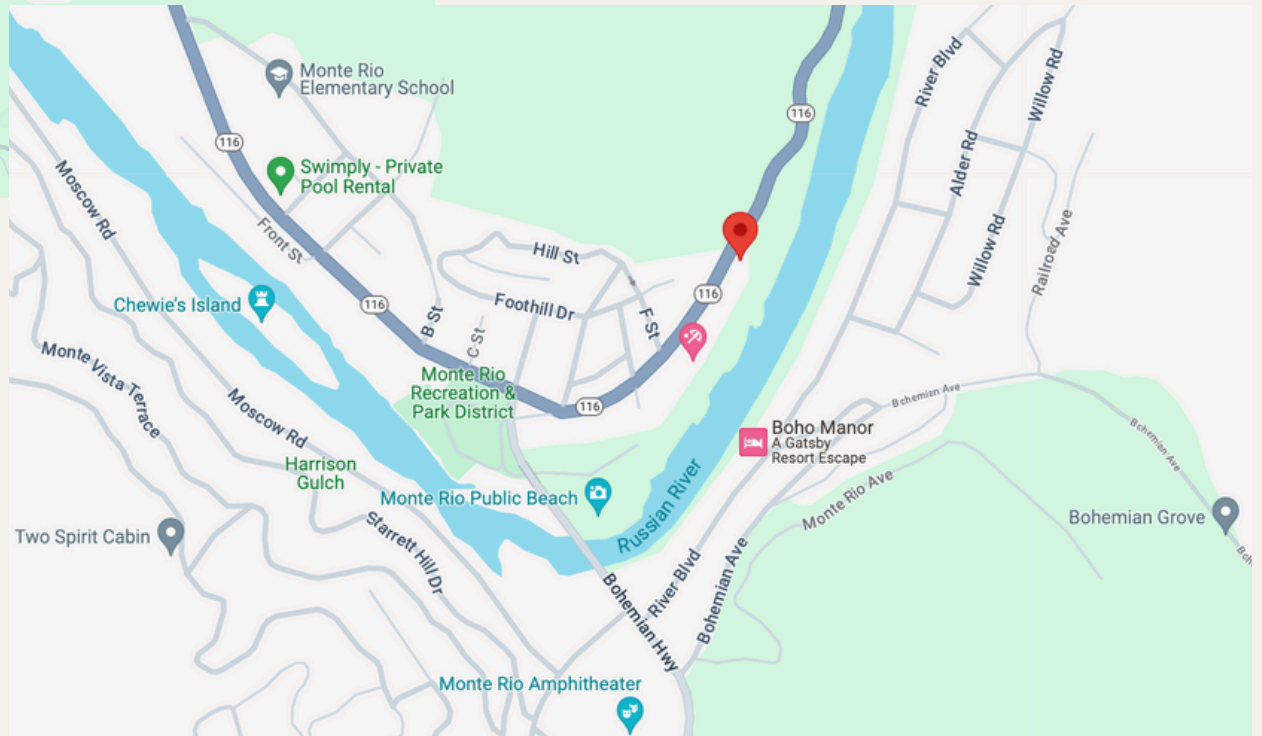 Monte Rio
Elementary School
River Blvd
Willow Rd
116
116
Alder Rd
Swimply - Private
Pool Rental
Moscow Rd
Front St
Hill St
Willow Rd
Railroad Ave
Chewie's Island
116
116
Foothill Dr
B St
C St
F St
Monte Vista Terrace
Monte Rio
Recreation &
Park District
116
Bohemian Ave
Moscow Rd
Boho Manor
A Gatsby
Resort Escape
Bohemian Ave
Harrison
Gulch
Monte Rio Public Beach
Russian River
Monte Rio Ave
Bohemian Grove
Two Spirit Cabin
Starrett Hill Dr
Bohemian Hwy
River Blvd
Bohemian Ave
Monte Rio Amphitheater